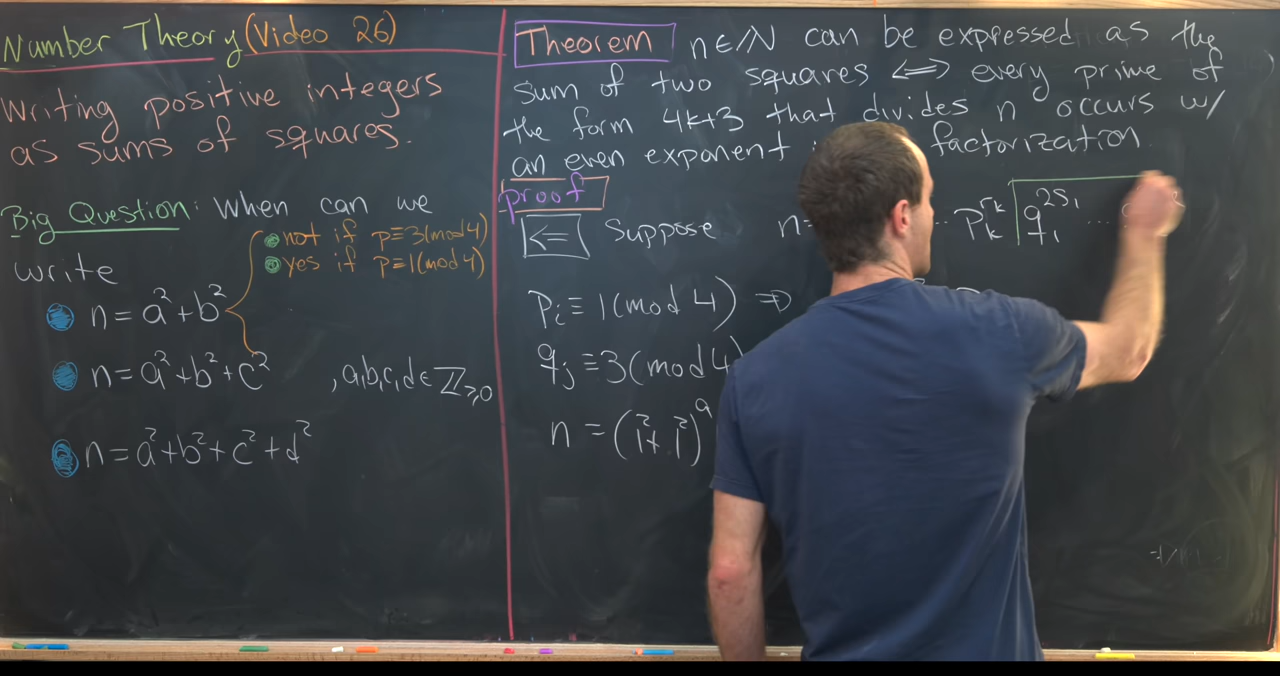 Number Theory (Video 26)
Writing positive integers
as sums of squares.
Big Question: When can we
write
not if p≡3(mod 4)
yes if p≡1(mod 4)
n=a²+b²
n=a²+b²+c²
, a,b,c,d∈ℤ≥0
n=a²+b²+c²+d²
Theorem n∈ℕ can be expressed as the
sum of two squares ⟺ every prime of
the form 4k+3 that divides n occurs w/
an even exponent factorization.
proof
⇐ Suppose n= ... P_k^{r_k} q_1^{2s_1} ...
P_i ≡ 1(mod 4) ⇒
q_j ≡ 3(mod 4)
n = (1²+1²)^a